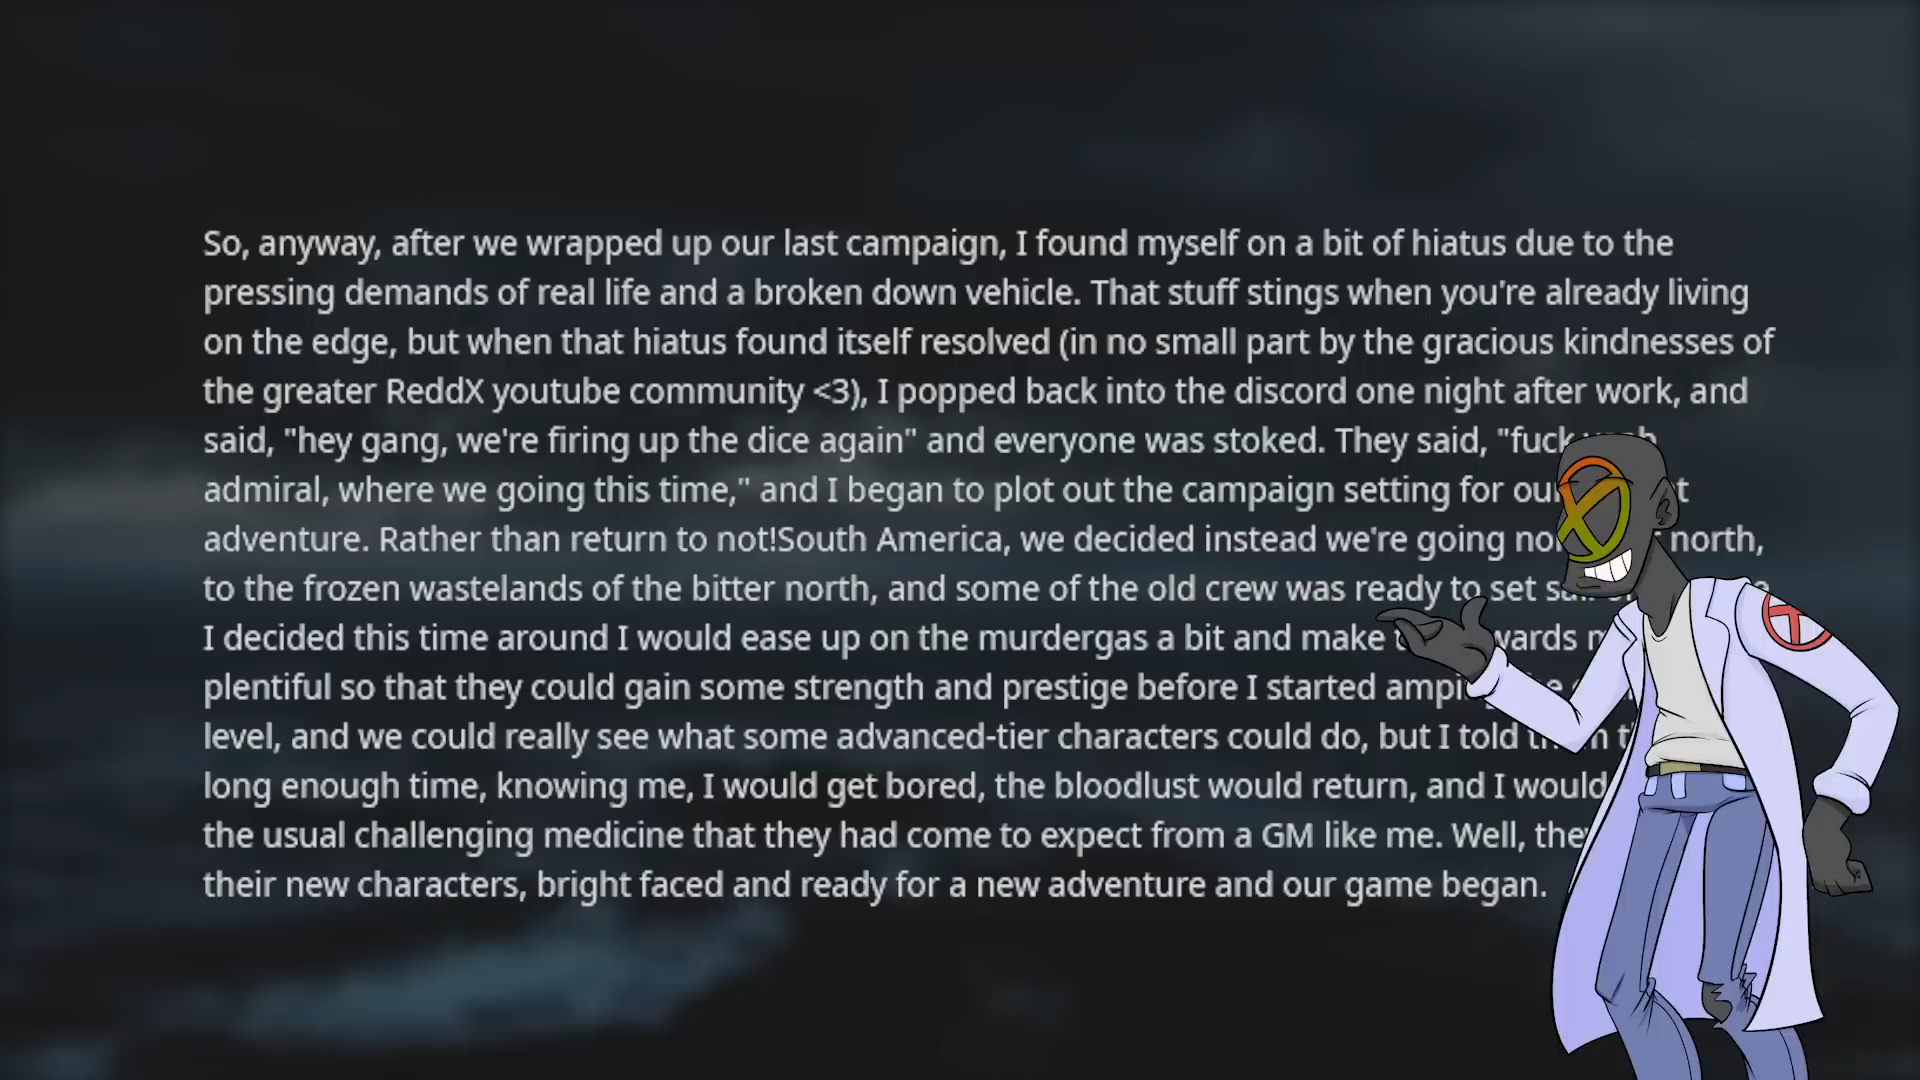 So, anyway, after we wrapped up our last campaign, I found myself on a bit of hiatus due to the
pressing demands of real life and a broken down vehicle. That stuff stings when you're already living
on the edge, but when that hiatus found itself resolved (in no small part by the gracious kindnesses of
the greater ReddX youtube community <3), I popped back into the discord one night after work, and
said, "hey gang, we're firing up the dice again" and everyone was stoked. They said, "fuck
admiral, where we going this time," and I began to plot out the campaign setting for our
adventure. Rather than return to not!South America, we decided instead we're going north,
to the frozen wastelands of the bitter north, and some of the old crew was ready to set
I decided this time around I would ease up on the murdergas a bit and make
plentiful so that they could gain some strength and prestige before I started
level, and we could really see what some advanced-tier characters could do, but I told
long enough time, knowing me, I would get bored, the bloodlust would return, and I would
the usual challenging medicine that they had come to expect from a GM like me. Well,
their new characters, bright faced and ready for a new adventure and our game began.